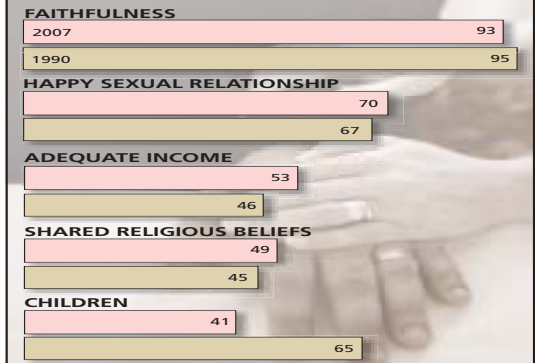 FAITHFULNESS
2007 93
1990 95
HAPPY SEXUAL RELATIONSHIP
70
67
ADEQUATE INCOME
53
46
SHARED RELIGIOUS BELIEFS
49
45
CHILDREN
41
65